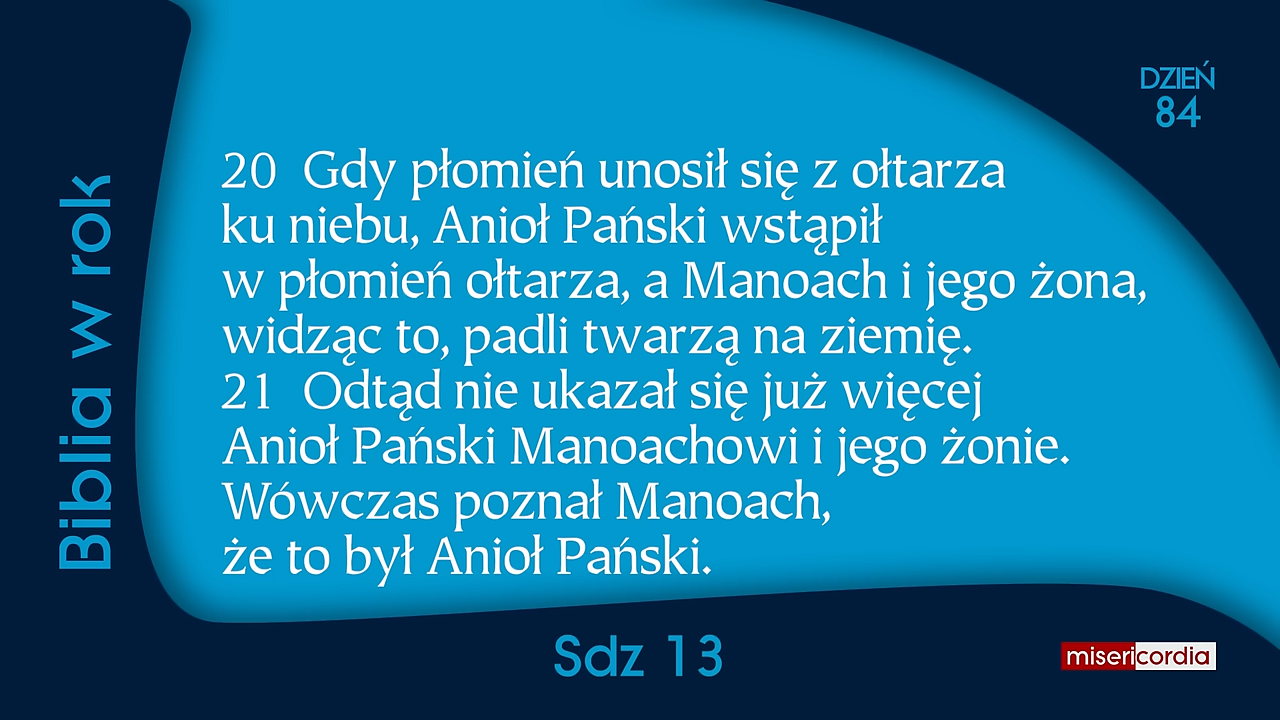 DZIEŃ
84
Biblia w rok
20 Gdy płomień unosił się z ołtarza
ku niebu, Anioł Pański wstąpił
w płomień ołtarza, a Manoach i jego żona,
widząc to, padli twarzą na ziemię.
21 Odtąd nie ukazał się już więcej
Anioł Pański Manoachowi i jego żonie.
Wówczas poznał Manoach,
że to był Anioł Pański.
Sdz 13
misericordia